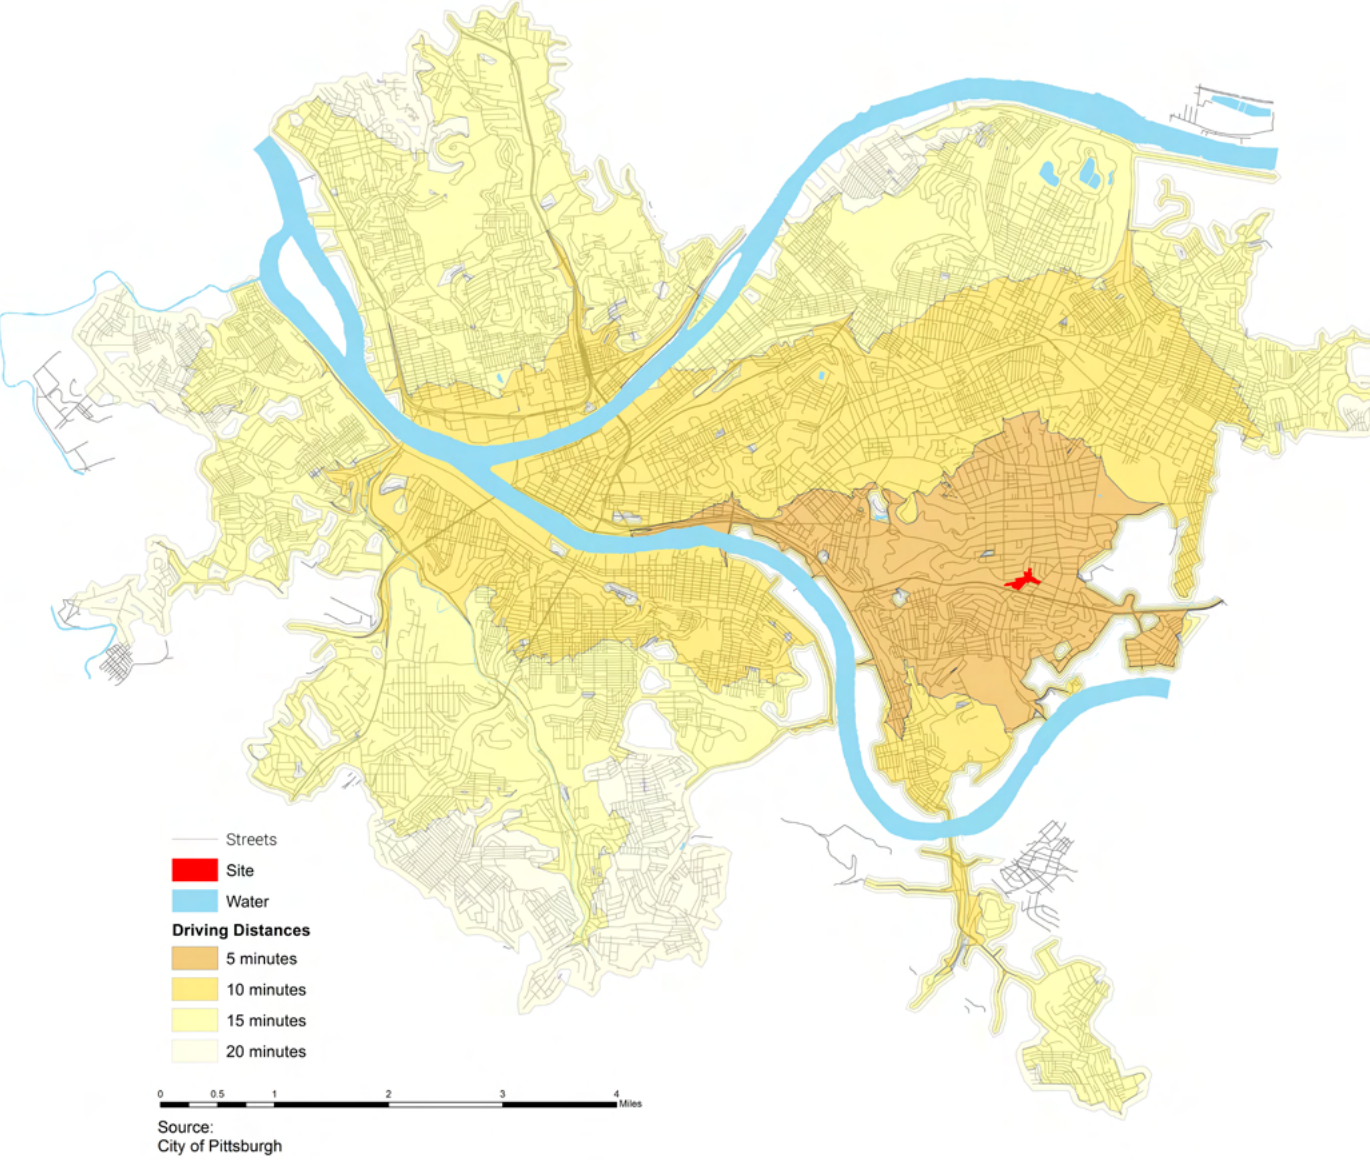 Streets
Site
Water
Driving Distances
5 minutes
10 minutes
15 minutes
20 minutes
0 0.5 1 2 3 4
Miles
Source:
City of Pittsburgh